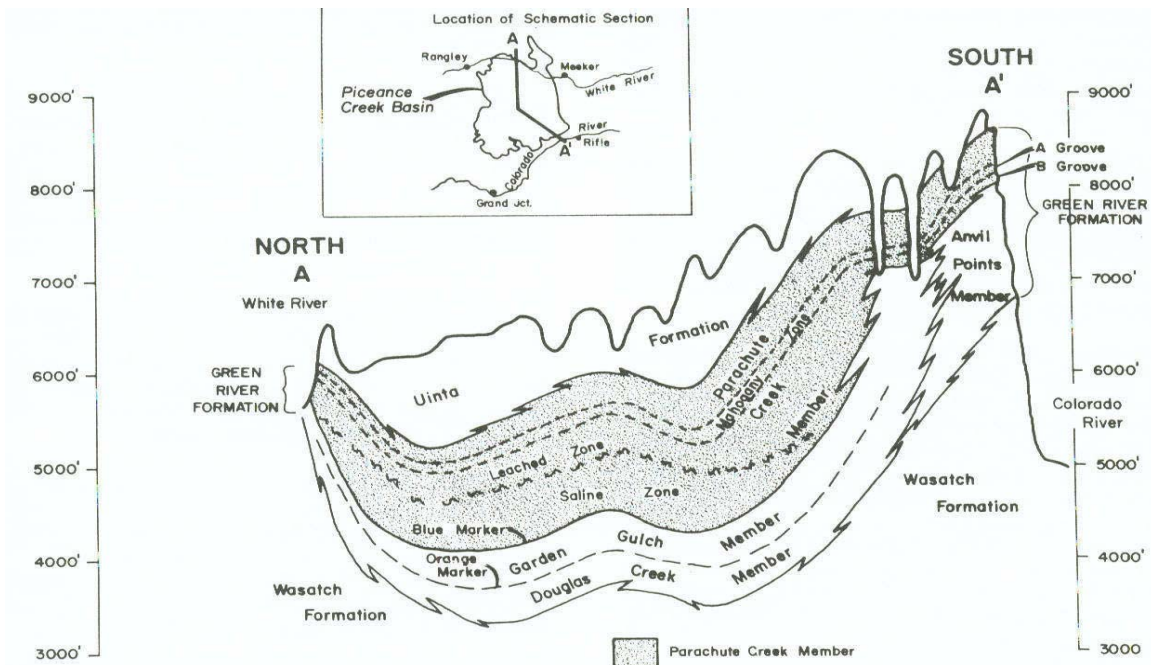 Location of Schematic Section
A
Rangley
Meeker
White River
Piceance
Creek Basin
River
Rifle
A'
Colorado
Grand Jct.
SOUTH
A'
NORTH
A
White River
9000'
8000'
7000'
6000'
5000'
4000'
3000'
9000'
8000'
7000'
6000'
5000'
4000'
3000
A Groove
B Groove
GREEN RIVER
FORMATION
Anvil
Points
Member
GREEN
RIVER
FORMATION
Uinta Formation
Parachute Creek Member
Mahogany Zone
Leached Zone
Saline Zone
Blue Marker
Orange
Marker
Garden Gulch Member
Douglas Creek Member
Wasatch
Formation
Wasatch
Formation
Colorado
River
Parachute Creek Member